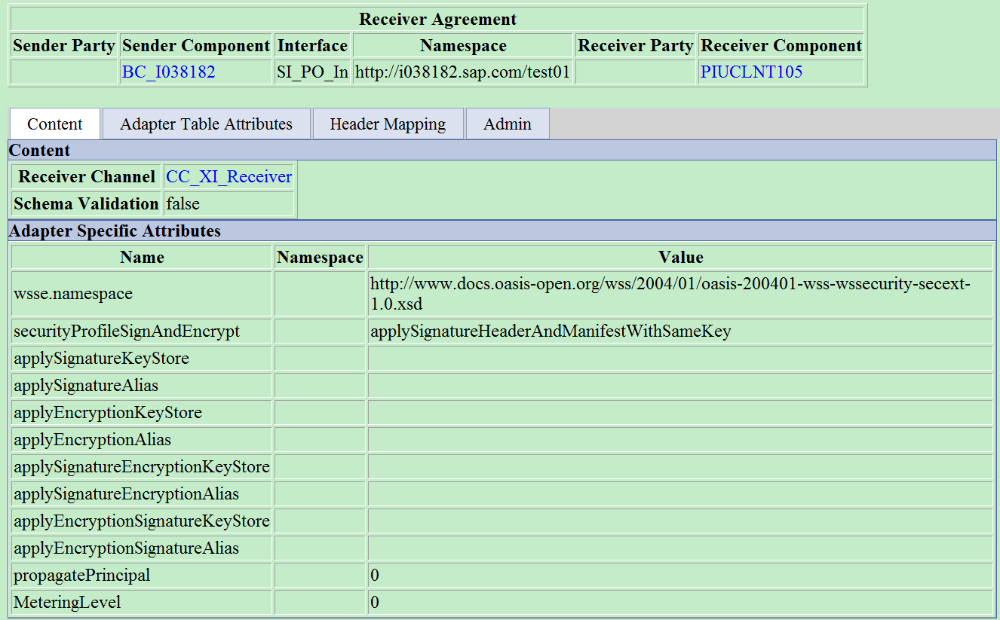 Receiver Agreement
Sender Party Sender Component Interface Namespace Receiver Party Receiver Component
BC_I038182 SI_PO_In http://i038182.sap.com/test01 PIUCLNT105
Content Adapter Table Attributes Header Mapping Admin
Content
Receiver Channel CC_XI_Receiver
Schema Validation false
Adapter Specific Attributes
Name Namespace Value
wsse.namespace http://www.docs.oasis-open.org/wss/2004/01/oasis-200401-wss-wssecurity-secext-
1.0.xsd
securityProfileSignAndEncrypt applySignatureHeaderAndManifestWithSameKey
applySignatureKeyStore
applySignatureAlias
applyEncryptionKeyStore
applyEncryptionAlias
applySignatureEncryptionKeyStore
applySignatureEncryptionAlias
applyEncryptionSignatureKeyStore
applyEncryptionSignatureAlias
propagatePrincipal 0
MeteringLevel 0